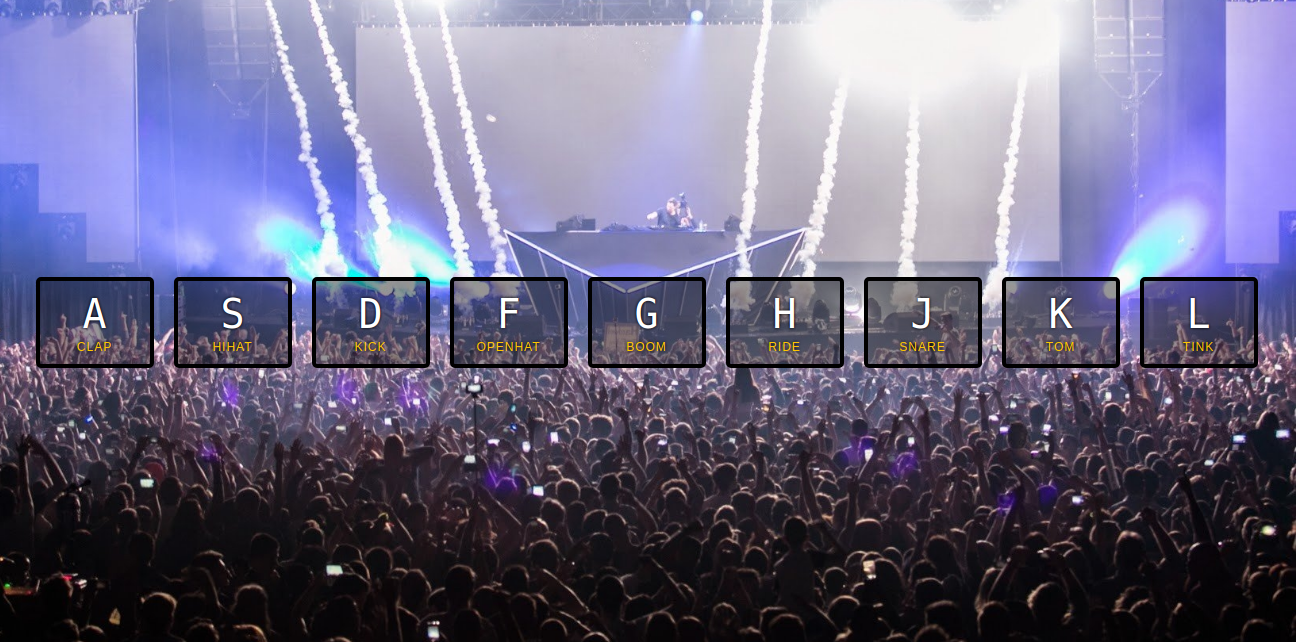 A S D F G H J K L
CLAP HIHAT KICK OPENHAT BOOM RIDE SNARE TOM TINK